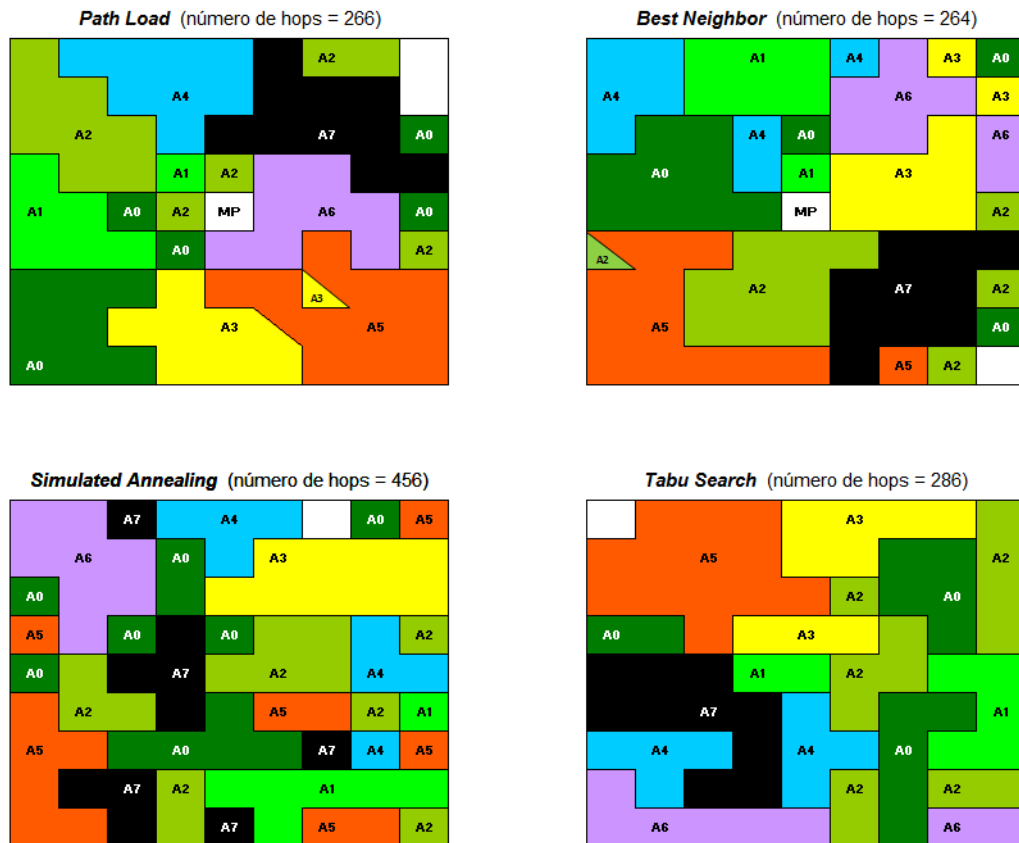 Path Load (número de hops = 266)
A2
A4
A2 A7 A0
A1 A2
A1 A0 A2 MP A6 A0
A0 A2
A3
A3 A5
A0
Best Neighbor (número de hops = 264)
A1 A4 A3 A0
A4 A6 A3
A4 A0 A6
A0 A1 A3
MP A2
A2
A2 A7 A2
A5 A0
A5 A2
Simulated Annealing (número de hops = 456)
A7 A4 A0 A5
A6 A0 A3
A0
A5 A0 A0 A2
A0 A7 A2 A4
A2 A5 A2 A1
A5 A0 A7 A4 A5
A7 A2 A1
A7 A5 A2
Tabu Search (número de hops = 286)
A3
A5 A2
A2 A0
A0 A3
A1 A2
A7 A1
A4 A4 A0
A2 A2
A6 A6